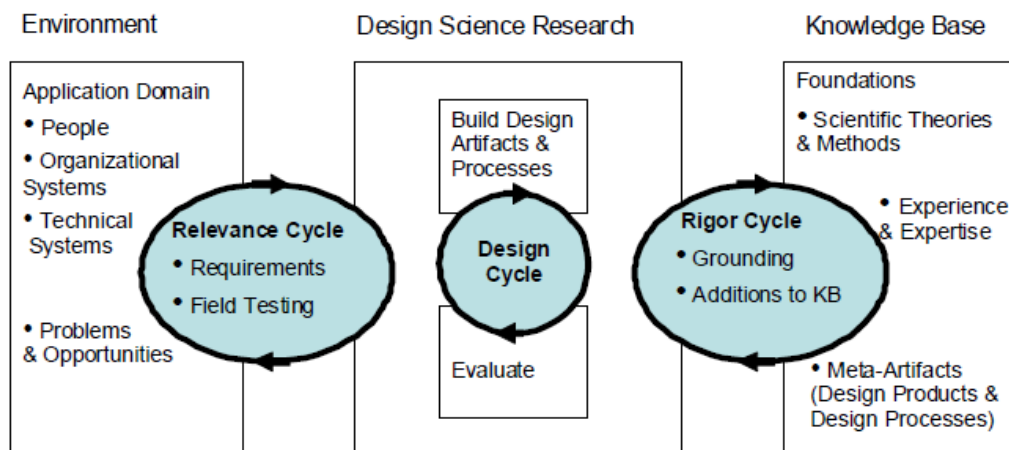 Environment
Design Science Research
Knowledge Base
Application Domain
• People
• Organizational
Systems
• Technical
Systems
• Problems
& Opportunities
Relevance Cycle
• Requirements
• Field Testing
Build Design
Artifacts &
Processes
Design
Cycle
Evaluate
Rigor Cycle
• Grounding
• Additions to KB
Foundations
• Scientific Theories
& Methods
• Experience
& Expertise
• Meta-Artifacts
(Design Products &
Design Processes)